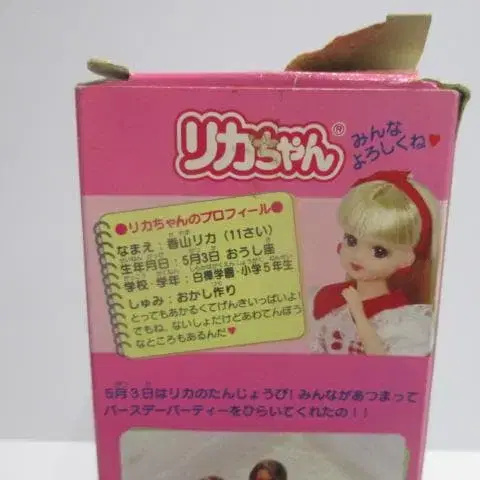 リカちゃん®
みんな
よろしくね♥
●リカちゃんのプロフィール●
なまえ：香山リカ（11さい）
生年月日：5月3日 おうし座
学校・学年：白樺学園・小学5年生
しゅみ：おかし作り
とってもあかるくてげんきいっぱいよ！
でもね、ないしょだけどあわてんぼう
なところもあるんだ♥
5月3日はリカのたんじょうび！みんながあつまって
バースデーパーティーをひらいてくれたの！！